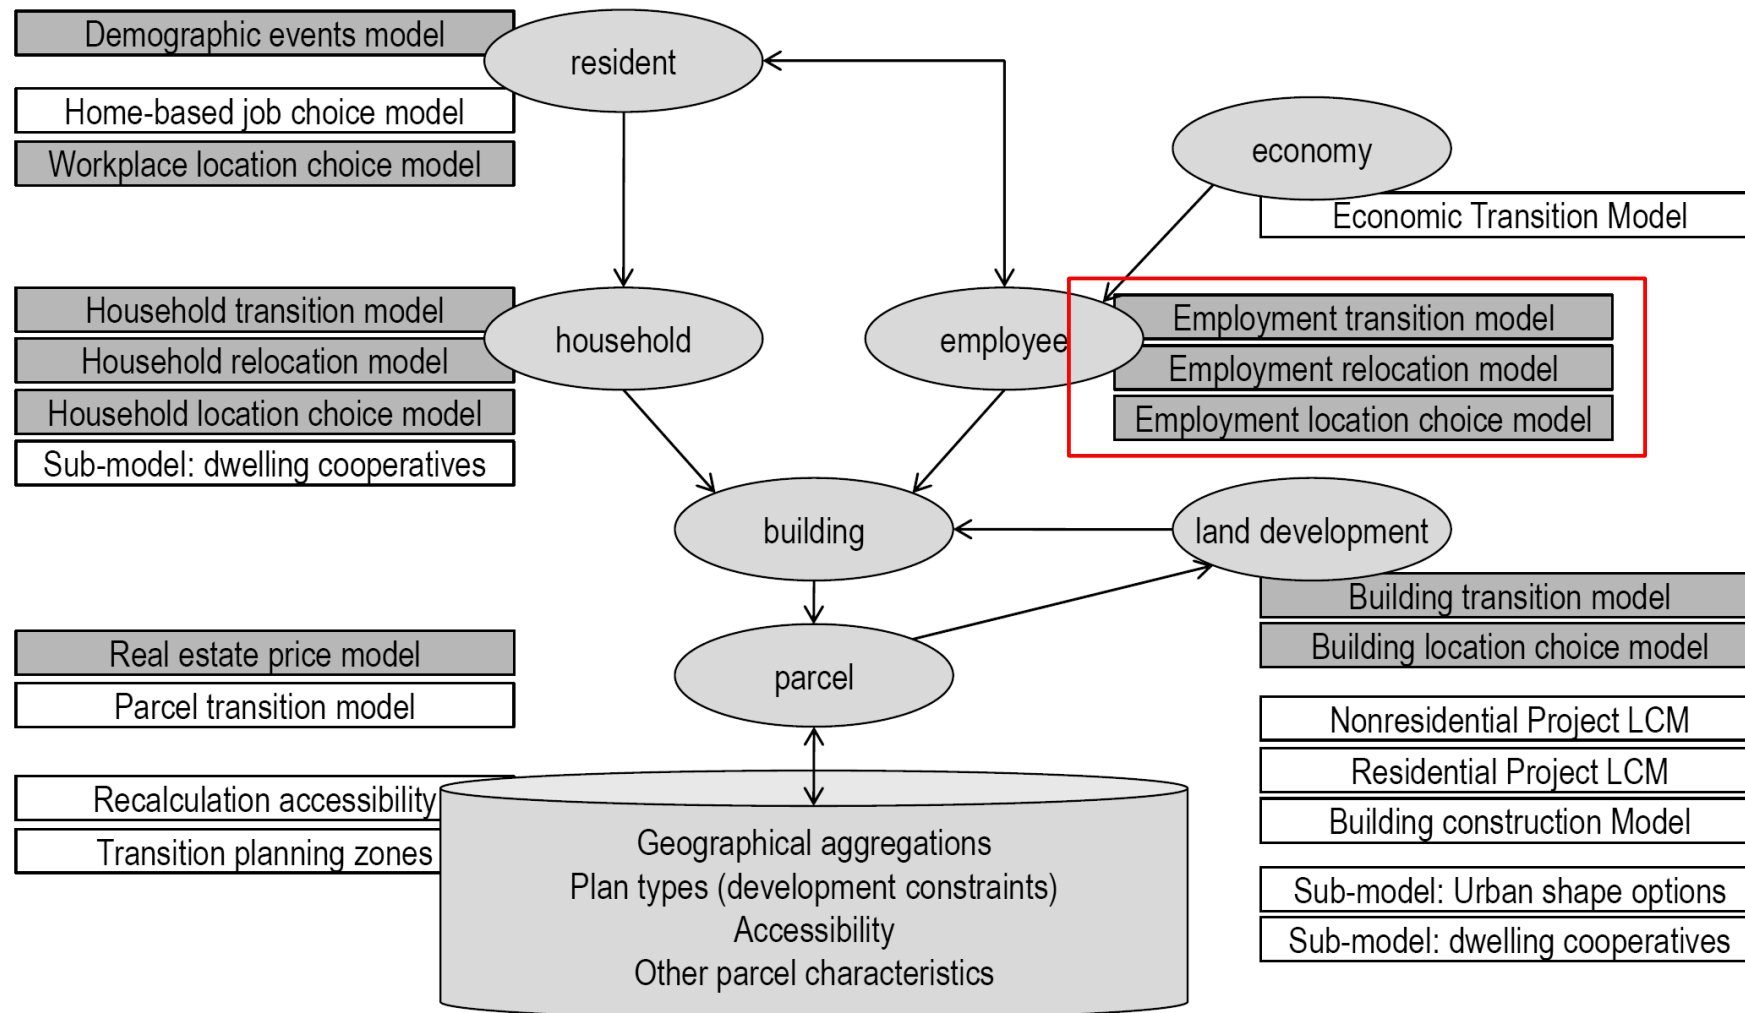 Demographic events model
resident
Home-based job choice model
Workplace location choice model
economy
Economic Transition Model
Household transition model
Household relocation model
Household location choice model
Sub-model: dwelling cooperatives
household
employee
Employment transition model
Employment relocation model
Employment location choice model
building
land development
Building transition model
Building location choice model
Real estate price model
Parcel transition model
parcel
Nonresidential Project LCM
Residential Project LCM
Building construction Model
Recalculation accessibility
Transition planning zones
Geographical aggregations
Plan types (development constraints)
Accessibility
Other parcel characteristics
Sub-model: Urban shape options
Sub-model: dwelling cooperatives